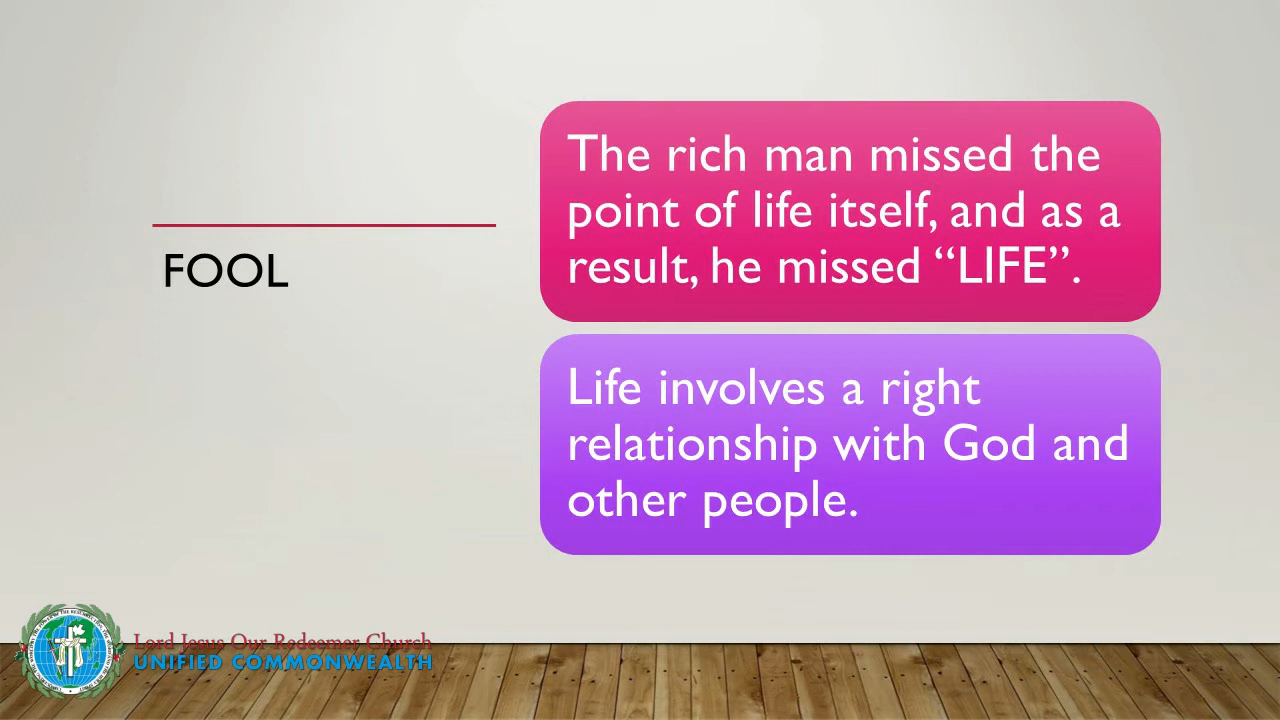 FOOL
The rich man missed the
point of life itself, and as a
result, he missed “LIFE”.
Life involves a right
relationship with God and
other people.
Lord Jesus Our Redeemer Church
UNIFIED COMMONWEALTH